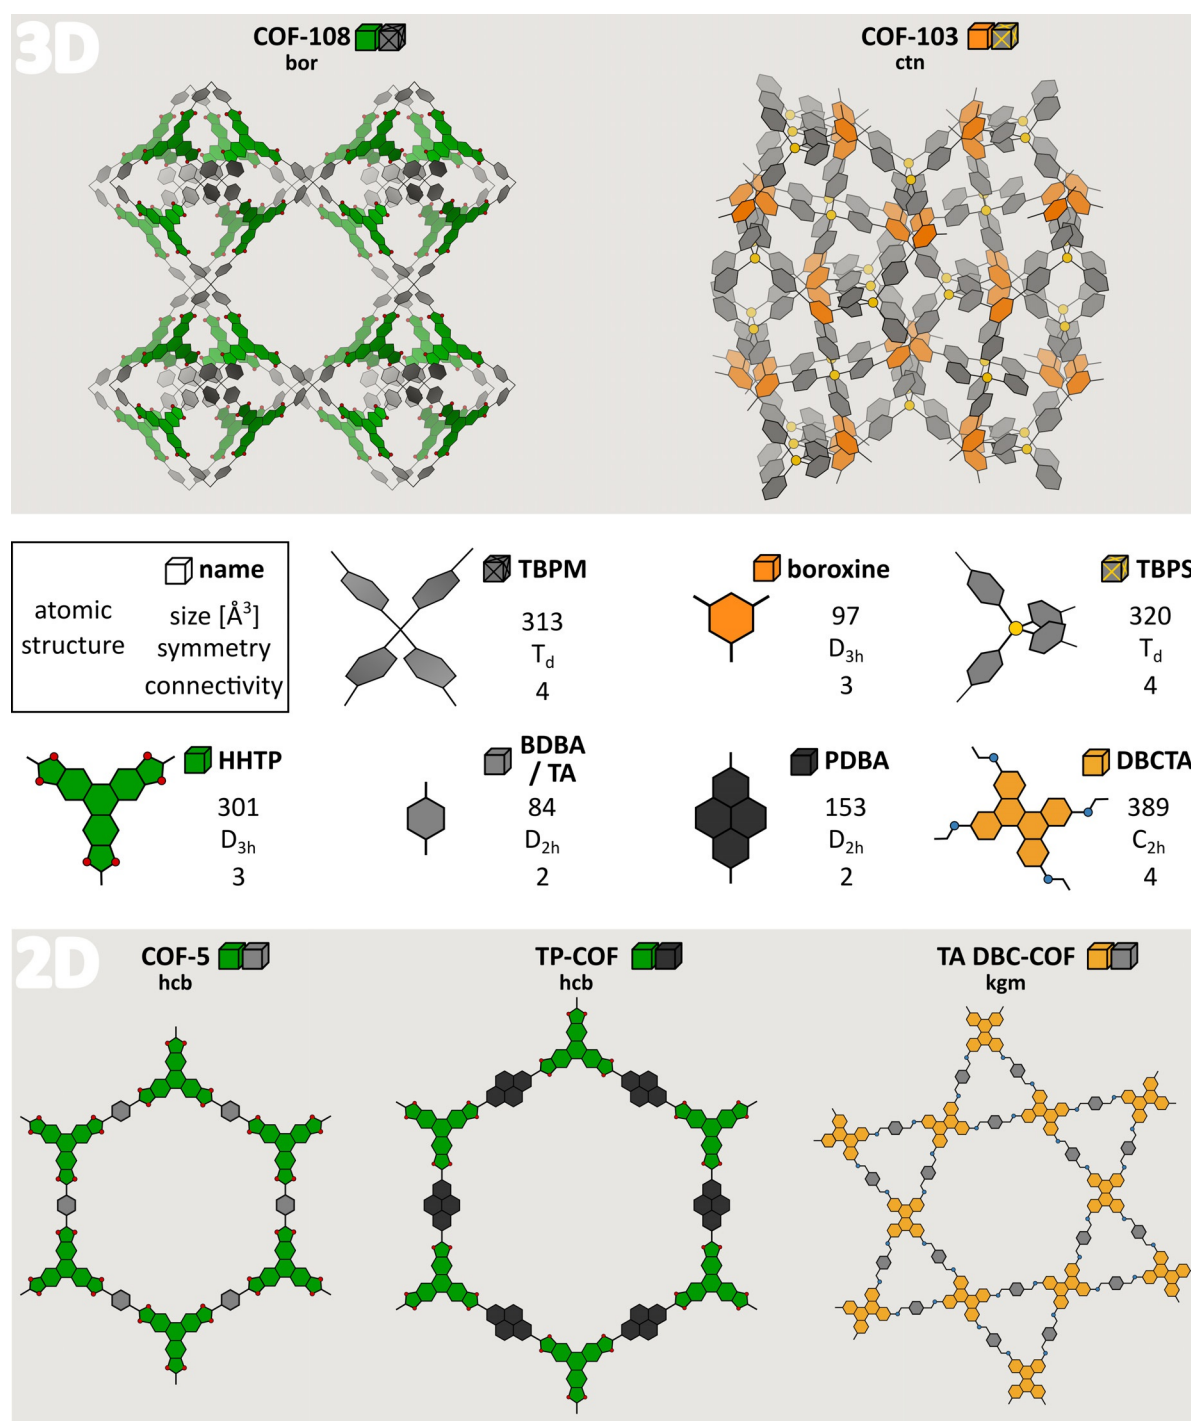 3D
COF-108
bor
COF-103
ctn
name
atomic
structure
size [Å³]
symmetry
connectivity
TBPM
313
T_d
4
boroxine
97
D_3h
3
TBPS
320
T_d
4
HHTP
301
D_3h
3
BDBA
/ TA
84
D_2h
2
PDBA
153
D_2h
2
DBCTA
389
C_2h
4
2D
COF-5
hcb
TP-COF
hcb
TA DBC-COF
kgm